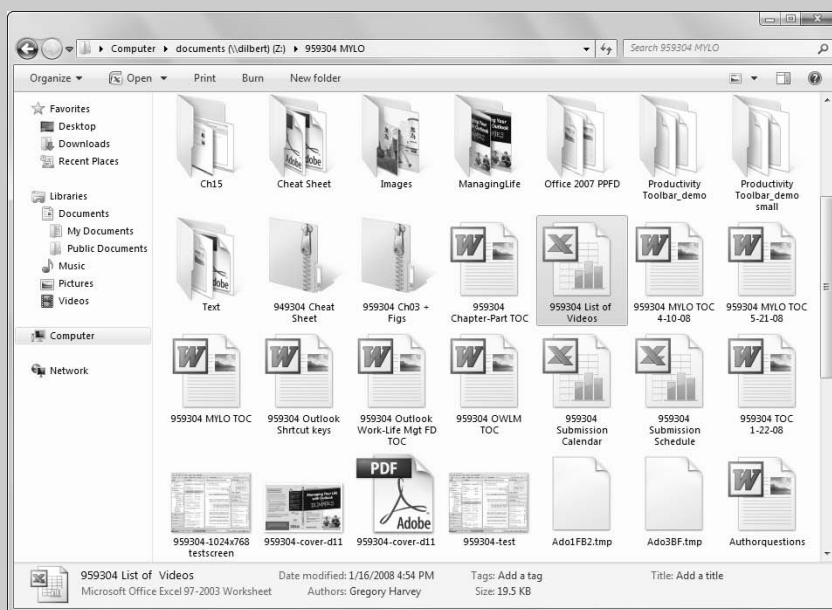 Computer ▸ documents (\\dilbert) (Z:) ▸ 959304 MYLO
Search 959304 MYLO
Organize Open Print Burn New folder
Favorites
Desktop
Downloads
Recent Places
Libraries
Documents
My Documents
Public Documents
Music
Pictures
Videos
Computer
Network
Ch15
Cheat Sheet
Images
ManagingLife
Office 2007 PPFD
Productivity
Toolbar_demo
Productivity
Toolbar_demo
small
Text
949304 Cheat
Sheet
959304 Ch03 +
Figs
959304
Chapter-Part TOC
959304 List of
Videos
959304 MYLO TOC
4-10-08
959304 MYLO TOC
5-21-08
959304 MYLO TOC
959304 Outlook
Shrtcut keys
959304 Outlook
Work-Life Mgt FD
TOC
959304 OWLM
TOC
959304
Submission
Calendar
959304
Submission
Schedule
959304 TOC
1-22-08
PDF
Adobe
959304-1024x768
testscreen
959304-cover-d11
959304-cover-d11
959304-test
Ado1FB2.tmp
Ado3BF.tmp
Authorquestions
959304 List of Videos
Microsoft Office Excel 97-2003 Worksheet
Date modified: 1/16/2008 4:54 PM
Authors: Gregory Harvey
Tags: Add a tag
Size: 19.5 KB
Title: Add a title